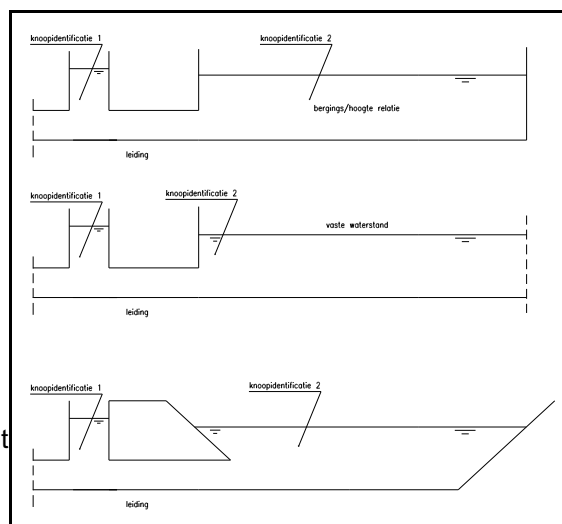 knoopidentificatie 1
knoopidentificatie 2
bergings/hoogte relatie
leiding
knoopidentificatie 1
knoopidentificatie 2
vaste waterstand
leiding
knoopidentificatie 1
knoopidentificatie 2
t
leiding